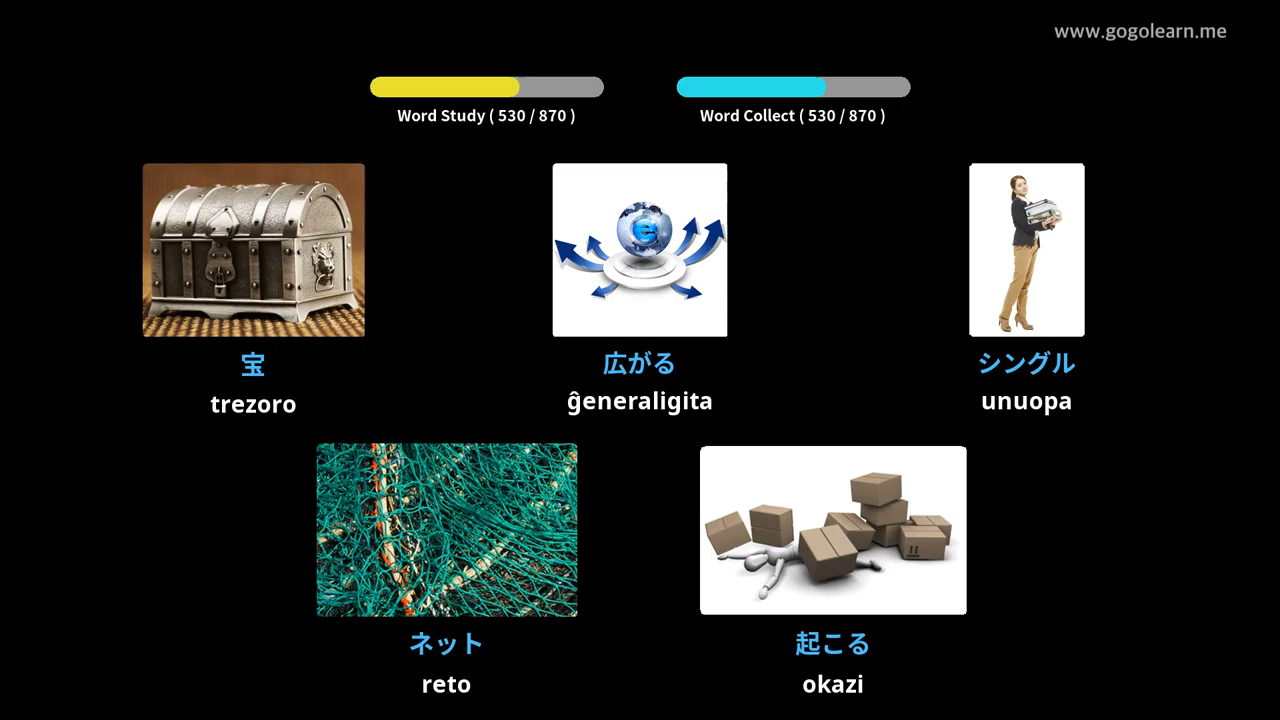 www.gogolearn.me
Word Study ( 530 / 870 )
Word Collect ( 530 / 870 )
宝
trezoro
広がる
ĝeneraligita
シングル
unuopa
ネット
reto
起こる
okazi